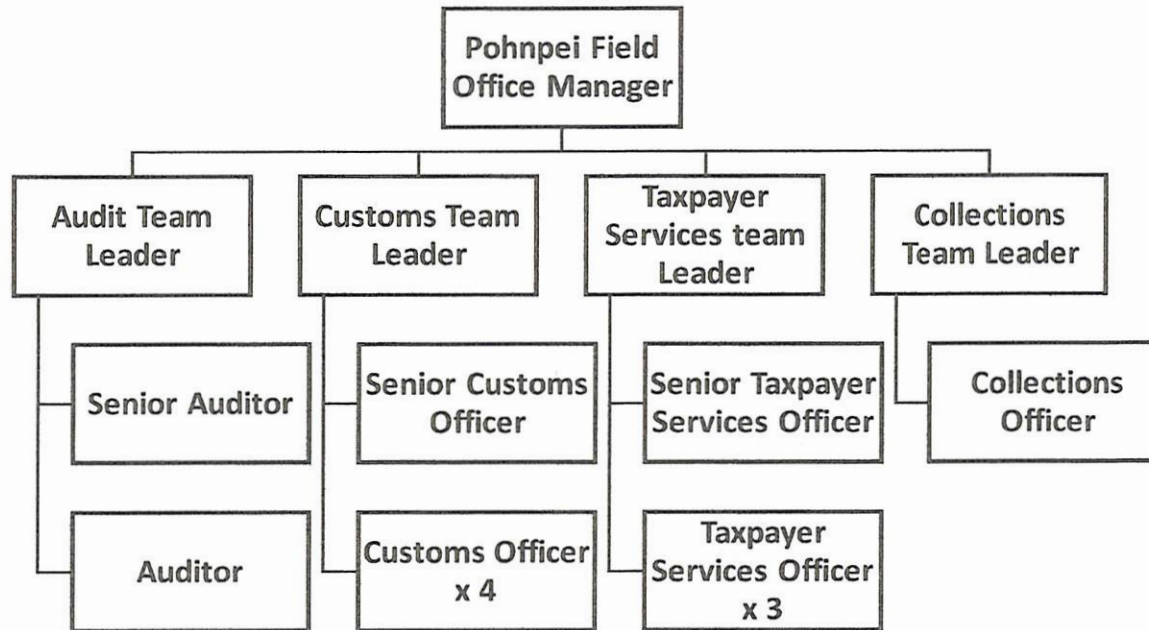 Pohnpei Field
Office Manager
Audit Team
Leader
Customs Team
Leader
Taxpayer
Services team
Leader
Collections
Team Leader
Senior Auditor
Senior Customs
Officer
Senior Taxpayer
Services Officer
Collections
Officer
Auditor
Customs Officer
x 4
Taxpayer
Services Officer
x 3